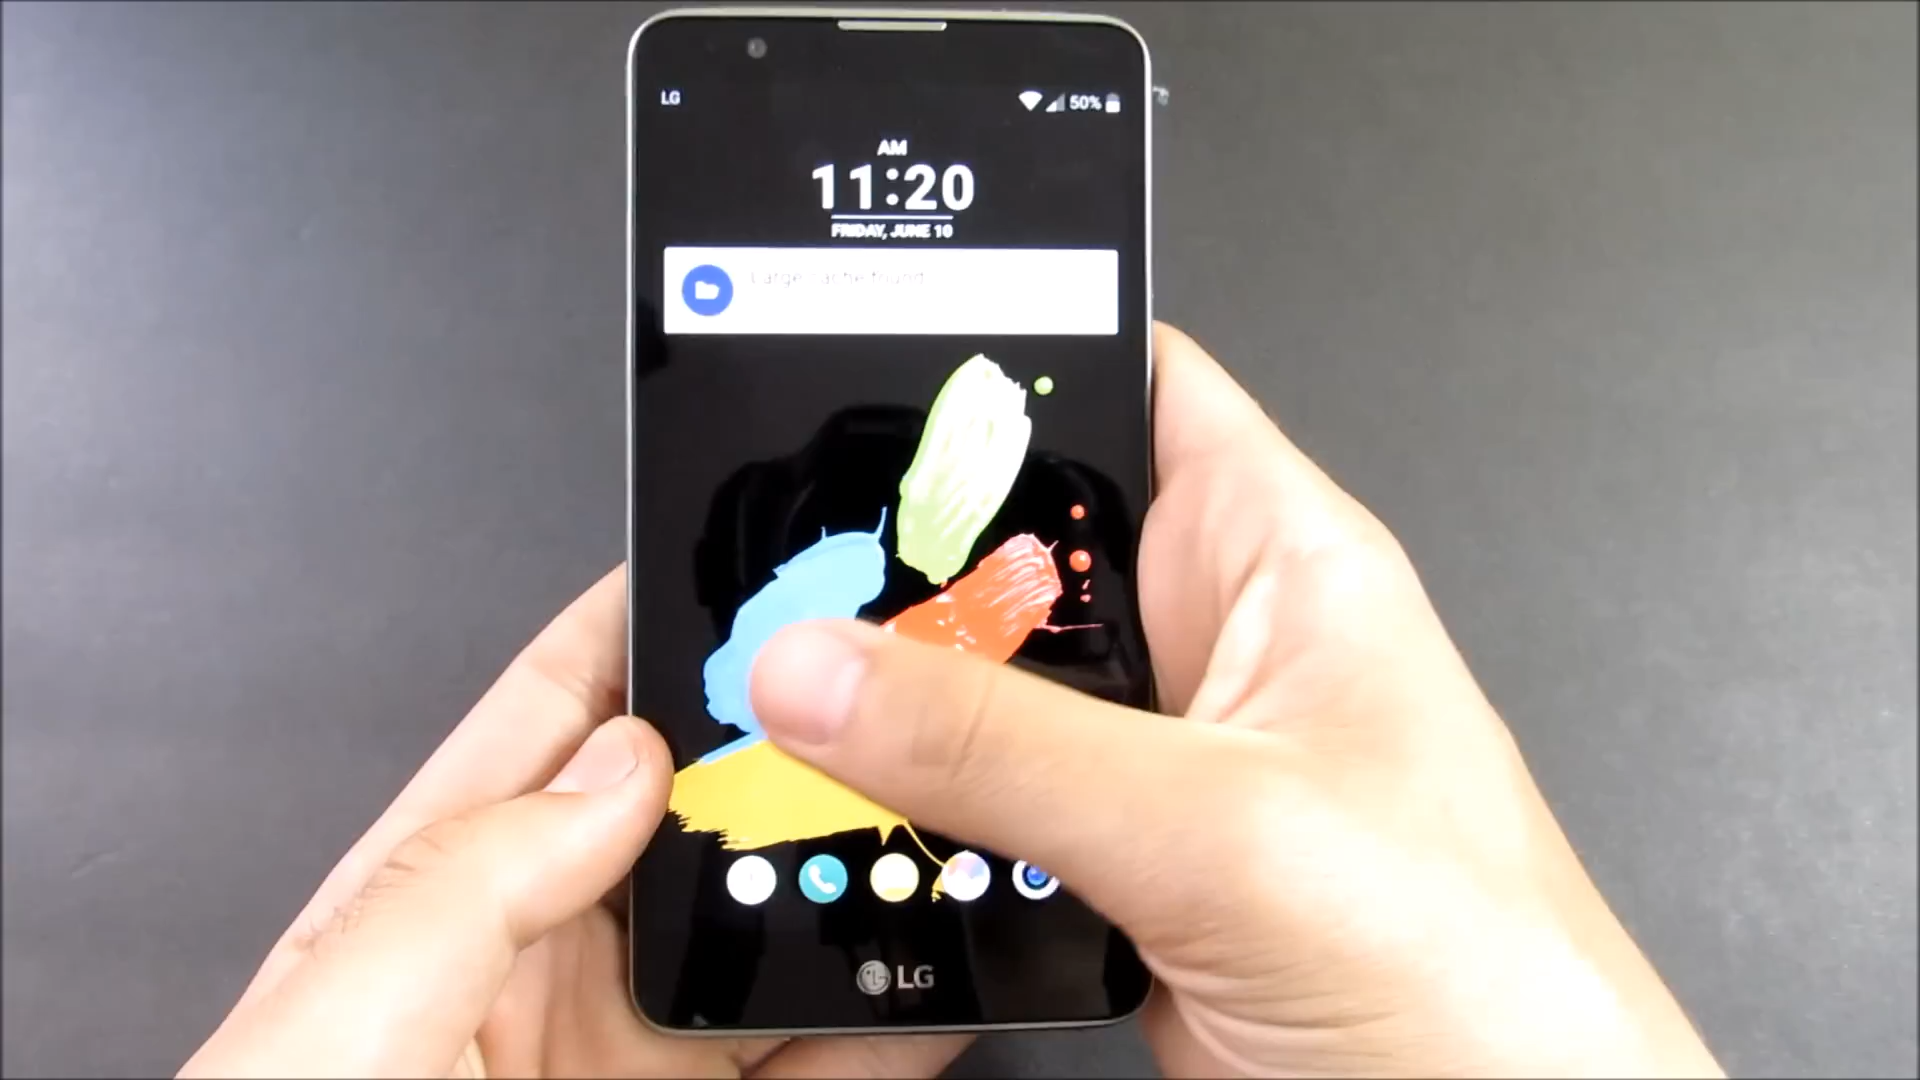 LG
50%
AM
11:20
FRIDAY, JUNE 10
Large cache found
LG